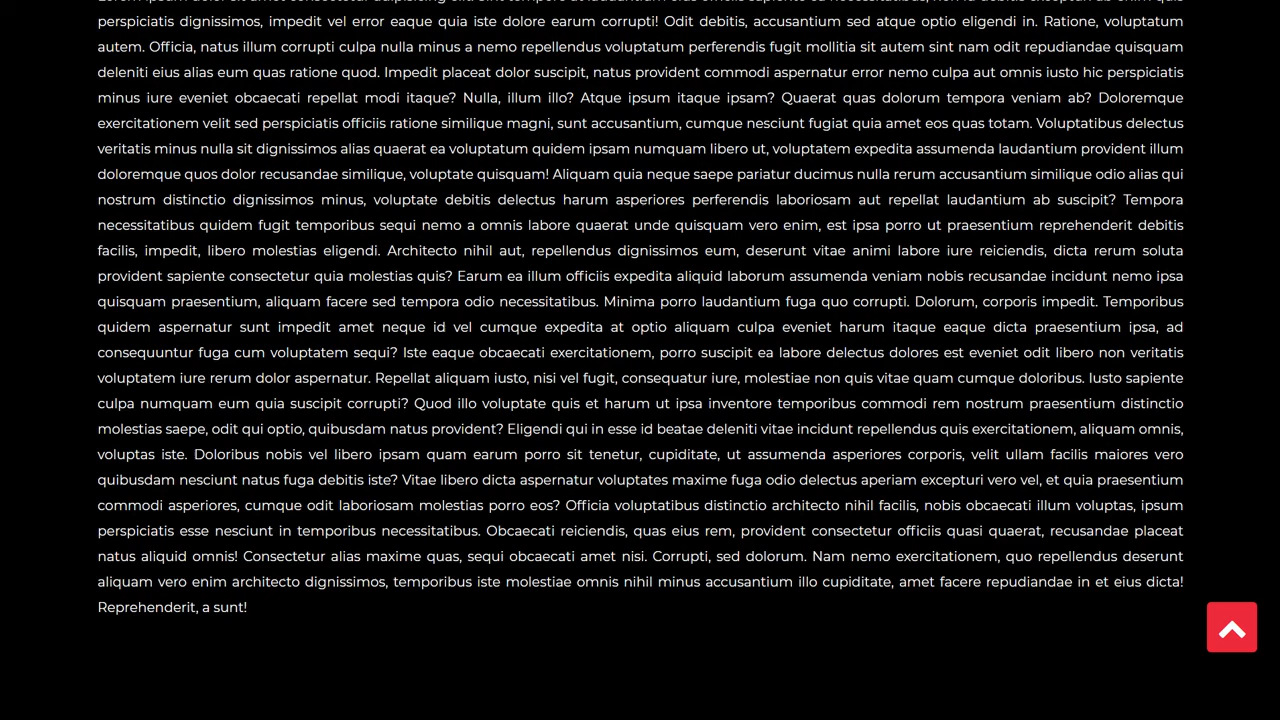 perspiciatis dignissimos, impedit vel error eaque quia iste dolore earum corrupti! Odit debitis, accusantium sed atque optio eligendi in. Ratione, voluptatum
autem. Officia, natus illum corrupti culpa nulla minus a nemo repellendus voluptatum perferendis fugit mollitia sit autem sint nam odit repudiandae quisquam
deleniti eius alias eum quas ratione quod. Impedit placeat dolor suscipit, natus provident commodi aspernatur error nemo culpa aut omnis iusto hic perspiciatis
minus iure eveniet obcaecati repellat modi itaque? Nulla, illum illo? Atque ipsum itaque ipsam? Quaerat quas dolorum tempora veniam ab? Doloremque
exercitationem velit sed perspiciatis officiis ratione similique magni, sunt accusantium, cumque nesciunt fugiat quia amet eos quas totam. Voluptatibus delectus
veritatis minus nulla sit dignissimos alias quaerat ea voluptatum quidem ipsam numquam libero ut, voluptatem expedita assumenda laudantium provident illum
doloremque quos dolor recusandae similique, voluptate quisquam! Aliquam quia neque saepe pariatur ducimus nulla rerum accusantium similique odio alias qui
nostrum distinctio dignissimos minus, voluptate debitis delectus harum asperiores perferendis laboriosam aut repellat laudantium ab suscipit? Tempora
necessitatibus quidem fugit temporibus sequi nemo a omnis labore quaerat unde quisquam vero enim, est ipsa porro ut praesentium reprehenderit debitis
facilis, impedit, libero molestias eligendi. Architecto nihil aut, repellendus dignissimos eum, deserunt vitae animi labore iure reiciendis, dicta rerum soluta
provident sapiente consectetur quia molestias quis? Earum ea illum officiis expedita aliquid laborum assumenda veniam nobis recusandae incidunt nemo ipsa
quisquam praesentium, aliquam facere sed tempora odio necessitatibus. Minima porro laudantium fuga quo corrupti. Dolorum, corporis impedit. Temporibus
quidem aspernatur sunt impedit amet neque id vel cumque expedita at optio aliquam culpa eveniet harum itaque eaque dicta praesentium ipsa, ad
consequuntur fuga cum voluptatem sequi? Iste eaque obcaecati exercitationem, porro suscipit ea labore delectus dolores est eveniet odit libero non veritatis
voluptatem iure rerum dolor aspernatur. Repellat aliquam iusto, nisi vel fugit, consequatur iure, molestiae non quis vitae quam cumque doloribus. Iusto sapiente
culpa numquam eum quia suscipit corrupti? Quod illo voluptate quis et harum ut ipsa inventore temporibus commodi rem nostrum praesentium distinctio
molestias saepe, odit qui optio, quibusdam natus provident? Eligendi qui in esse id beatae deleniti vitae incidunt repellendus quis exercitationem, aliquam omnis,
voluptas iste. Doloribus nobis vel libero ipsam quam earum porro sit tenetur, cupiditate, ut assumenda asperiores corporis, velit ullam facilis maiores vero
quibusdam nesciunt natus fuga debitis iste? Vitae libero dicta aspernatur voluptates maxime fuga odio delectus aperiam excepturi vero vel, et quia praesentium
commodi asperiores, cumque odit laboriosam molestias porro eos? Officia voluptatibus distinctio architecto nihil facilis, nobis obcaecati illum voluptas, ipsum
perspiciatis esse nesciunt in temporibus necessitatibus. Obcaecati reiciendis, quas eius rem, provident consectetur officiis quasi quaerat, recusandae placeat
natus aliquid omnis! Consectetur alias maxime quas, sequi obcaecati amet nisi. Corrupti, sed dolorum. Nam nemo exercitationem, quo repellendus deserunt
aliquam vero enim architecto dignissimos, temporibus iste molestiae omnis nihil minus accusantium illo cupiditate, amet facere repudiandae in et eius dicta!
Reprehenderit, a sunt!